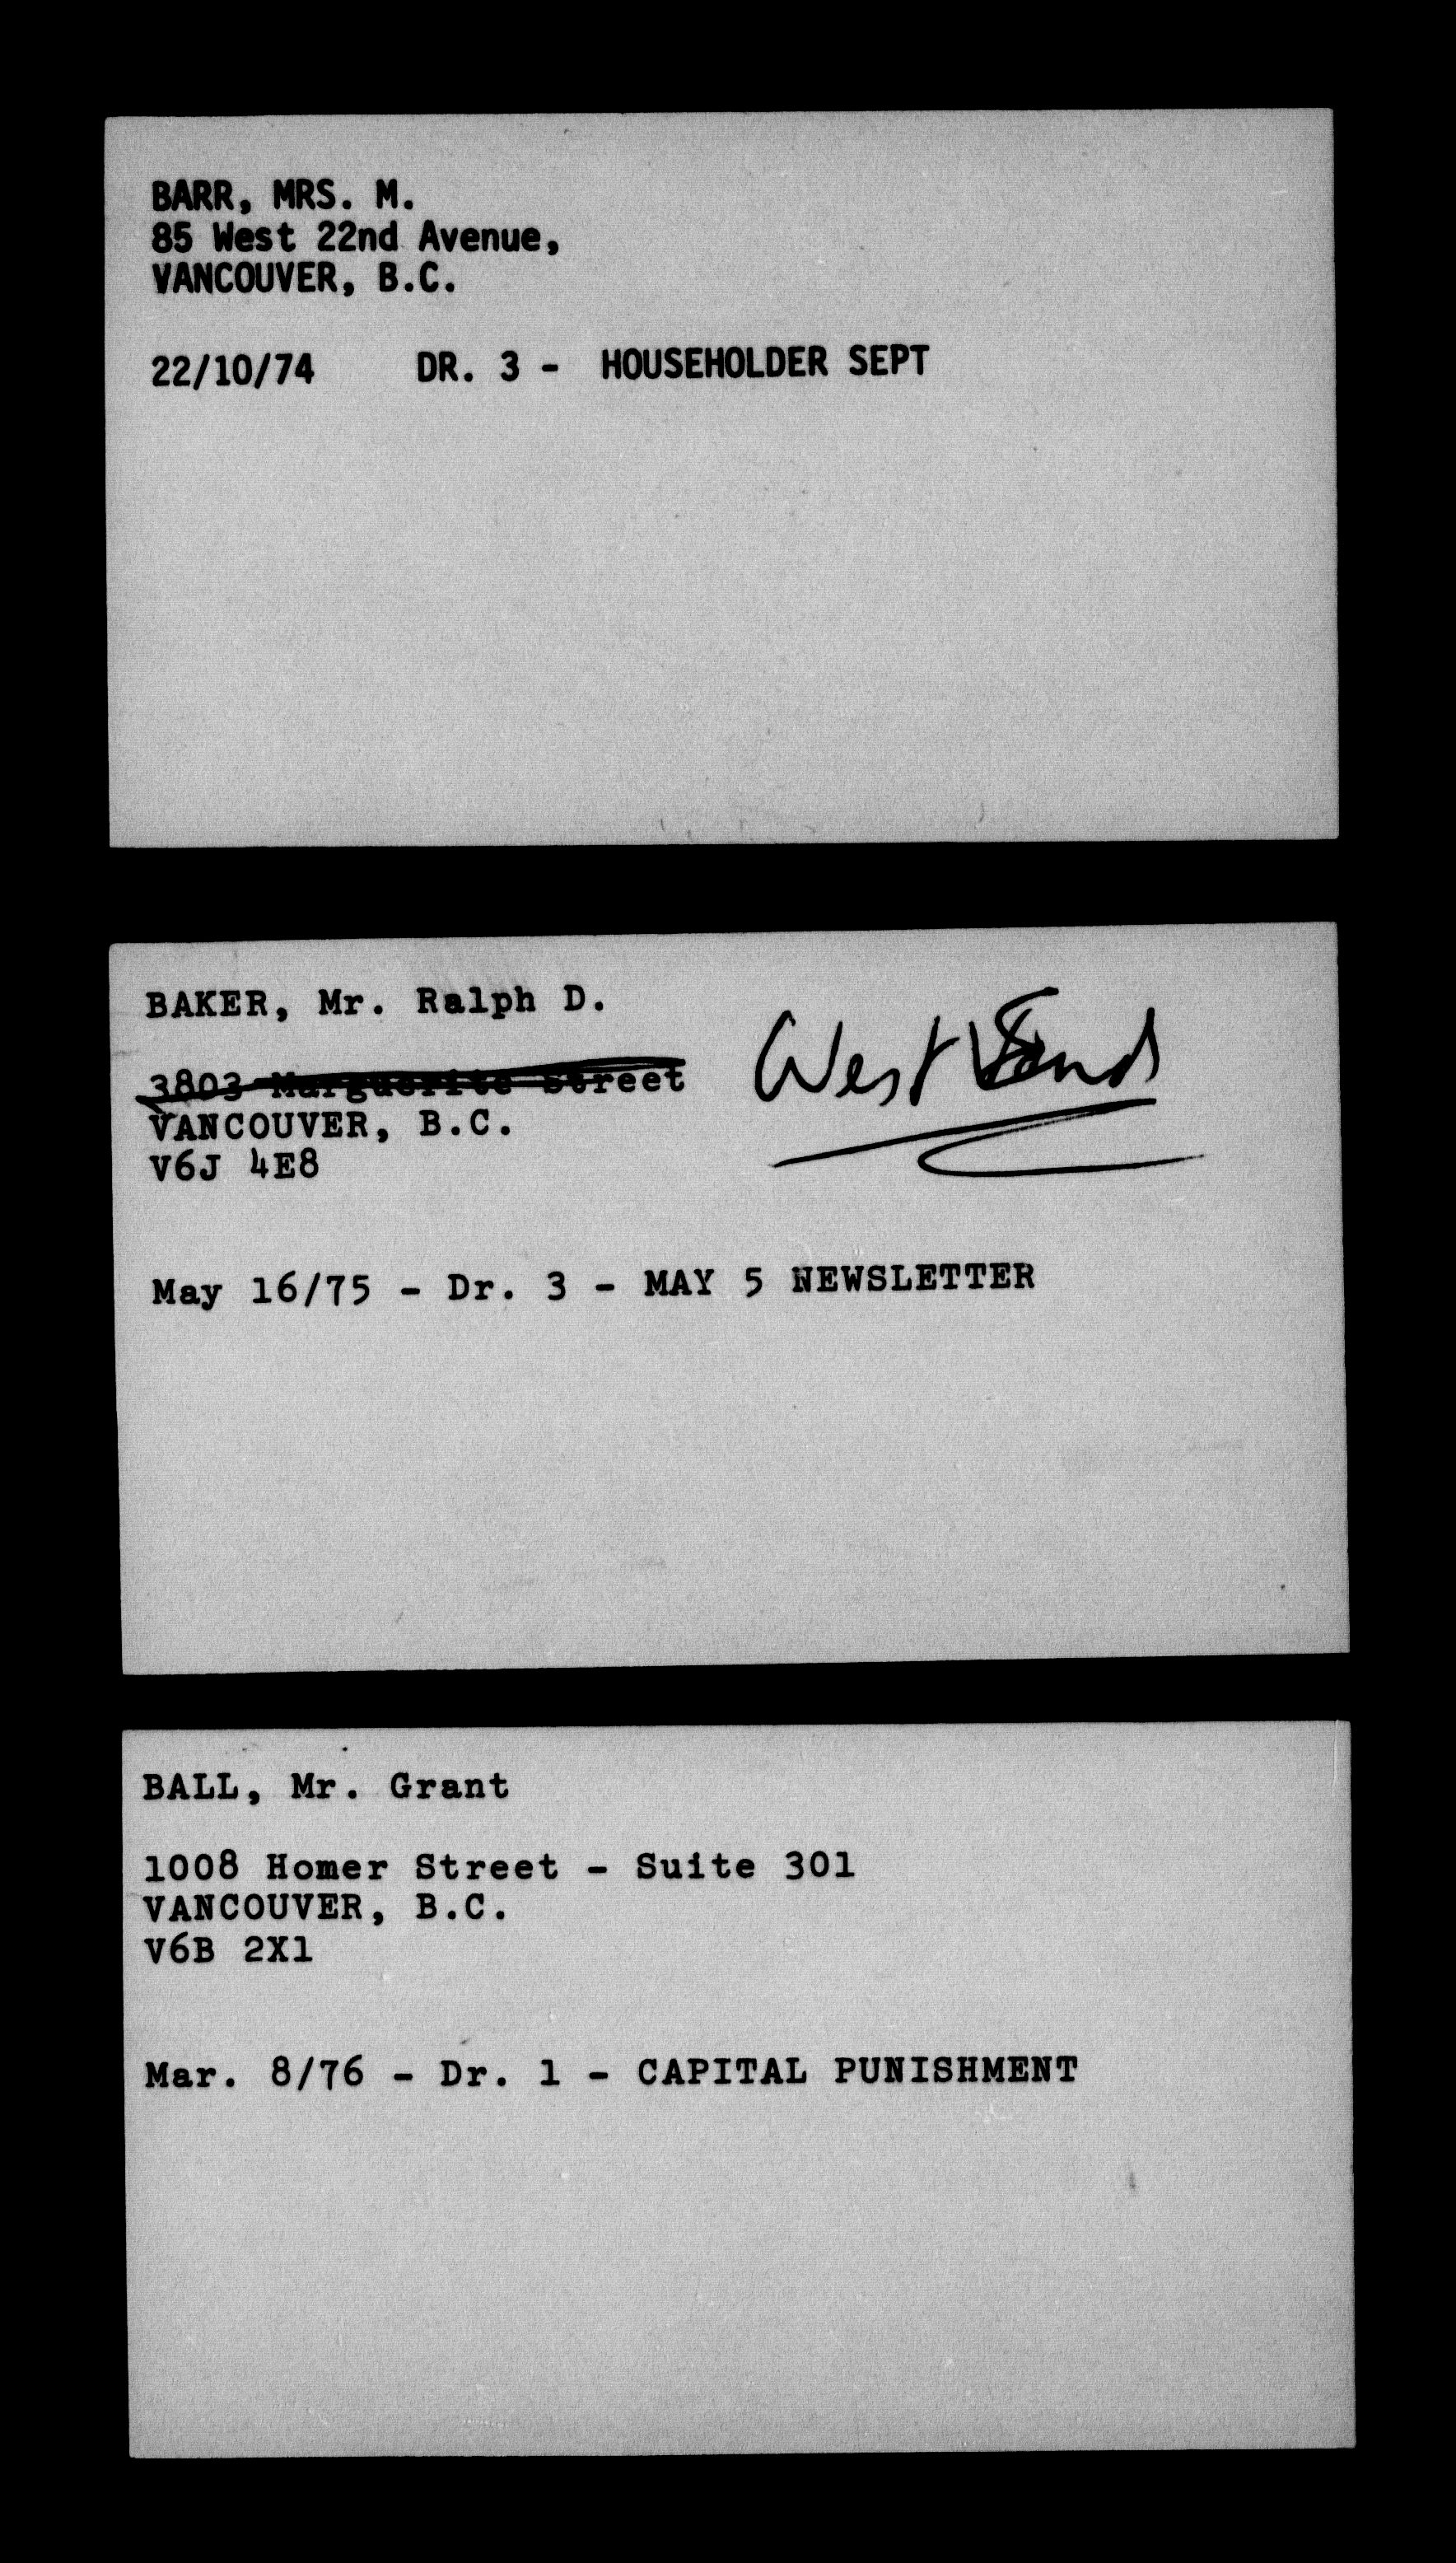 BARR, MRS. M.
85 West 22nd Avenue,
VANCOUVER, B.C.
22/10/74 DR. 3 - HOUSEHOLDER SEPT
BAKER, Mr. Ralph D.
3803 Marguerite Street
West End
VANCOUVER, B.C.
V6J 4E8
May 16/75 - Dr. 3 - MAY 5 NEWSLETTER
BALL, Mr. Grant
1008 Homer Street - Suite 301
VANCOUVER, B.C.
V6B 2X1
Mar. 8/76 - Dr. 1 - CAPITAL PUNISHMENT